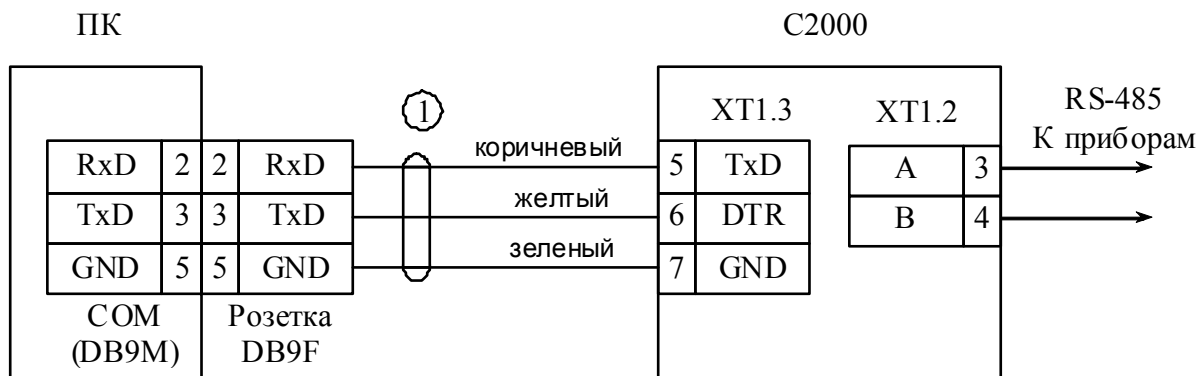 ПК
С2000
1
XT1.3
XT1.2
RS-485
К приборам
RxD 2 2 RxD
коричневый
5 TxD
A 3
TxD 3 3 TxD
желтый
6 DTR
B 4
GND 5 5 GND
зеленый
7 GND
COM
(DB9M)
Розетка
DB9F